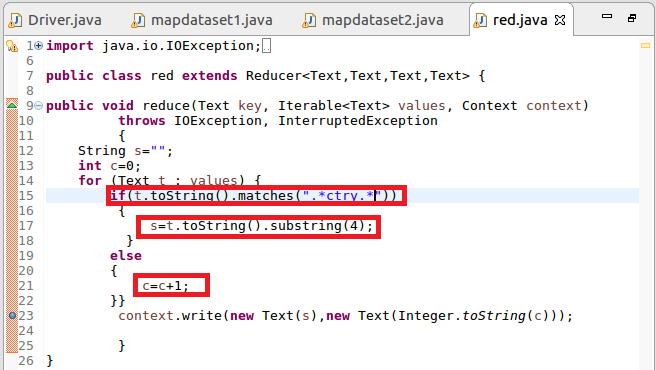 Driver.java mapdataset1.java mapdataset2.java red.java
1 import java.io.IOException;
6
7 public class red extends Reducer<Text,Text,Text,Text> {
8
9 public void reduce(Text key, Iterable<Text> values, Context context)
10 throws IOException, InterruptedException
11 {
12 String s="";
13 int c=0;
14 for (Text t : values) {
15 if(t.toString().matches(".*ctry.*"))
16 {
17 s=t.toString().substring(4);
18 }
19 else
20 {
21 c=c+1;
22 }}
23 context.write(new Text(s),new Text(Integer.toString(c)));
24
25 }
26 }